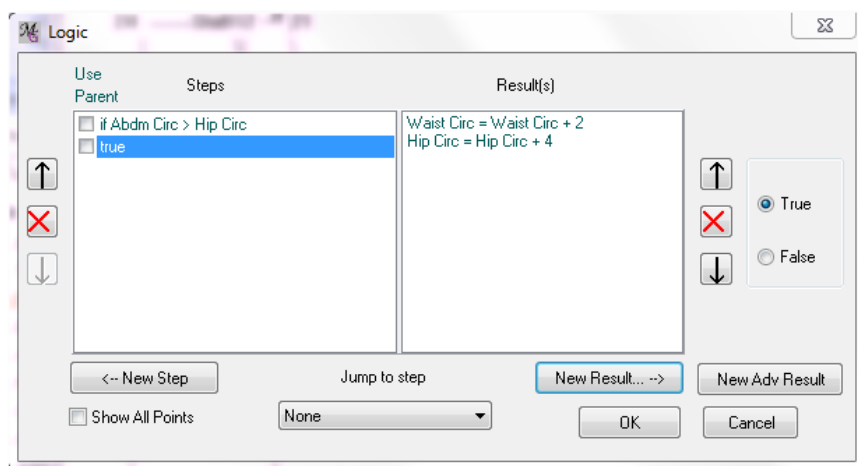 Logic
Use
Parent
Steps
Result(s)
if Abdm Circ > Hip Circ
true
Waist Circ = Waist Circ + 2
Hip Circ = Hip Circ + 4
True
False
<-- New Step
Jump to step
New Result... -->
New Adv Result
Show All Points
None
OK
Cancel